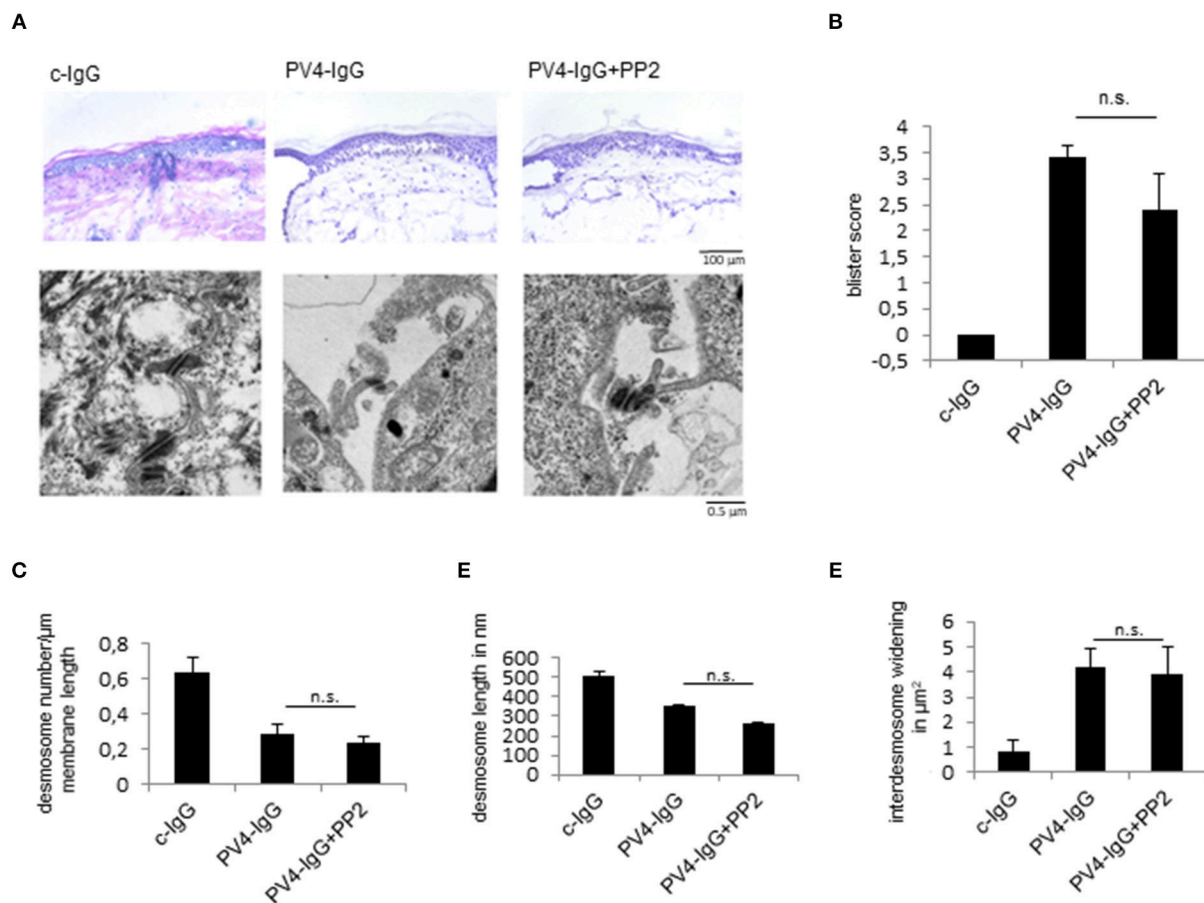 A
c-IgG
PV4-IgG
PV4-IgG+PP2
100 µm
0.5 µm
B
n.s.
blister score
4
3,5
3
2,5
2
1,5
1
0,5
0
-0,5
c-IgG
PV4-IgG
PV4-IgG+PP2
C
desmosome number/µm
membrane length
0,8
0,6
0,4
0,2
0
n.s.
c-IgG
PV4-IgG
PV4-IgG+PP2
E
desmosome length in nm
600
500
400
300
200
100
0
n.s.
c-IgG
PV4-IgG
PV4-IgG+PP2
E
interdesmosome widening
in µm²
6
5
4
3
2
1
0
n.s.
c-IgG
PV4-IgG
PV4-IgG+PP2